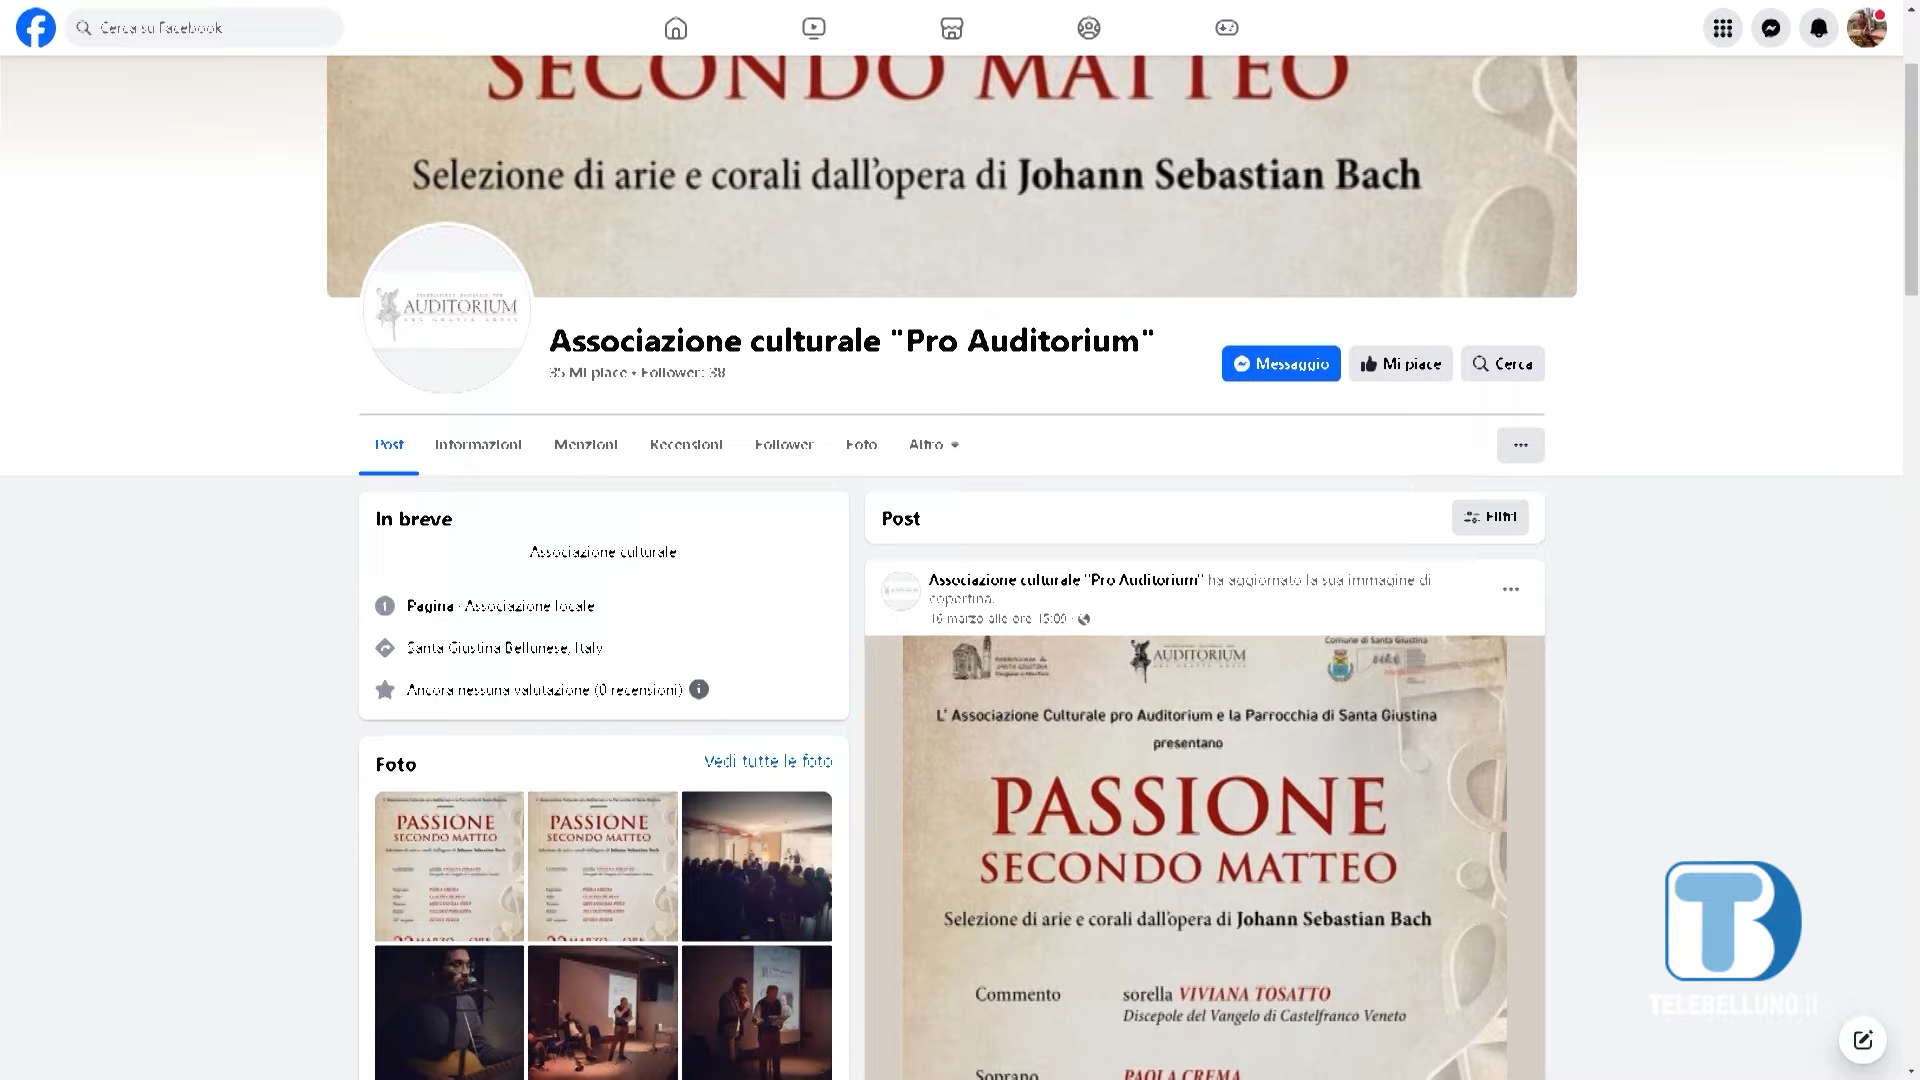 Cerca su Facebook
SECONDO MATTEO
Selezione di arie e corali dall'opera di Johann Sebastian Bach
AUDITORIUM
Associazione culturale "Pro Auditorium"
35 Mi piace • Follower: 38
Messaggio
Mi piace
Cerca
Post
Informazioni
Menzioni
Recensioni
Follower
Foto
Altro
In breve
Associazione culturale
Pagina · Associazione locale
Santa Giustina Bellunese, Italy
Ancora nessuna valutazione (0 recensioni)
Foto
Vedi tutte le foto
PASSIONE
SECONDO MATTEO
PASSIONE
SECONDO MATTEO
Post
Filtri
Associazione culturale "Pro Auditorium" ha aggiornato la sua immagine di
copertina.
16 marzo alle ore 15:09 ·
SANTA GIUSTINA
AUDITORIUM
Comune di Santa Giustina
L' Associazione Culturale pro Auditorium e la Parrocchia di Santa Giustina
presentano
PASSIONE
SECONDO MATTEO
Selezione di arie e corali dall'opera di Johann Sebastian Bach
Commento sorella VIVIANA TOSATTO
Discepole del Vangelo di Castelfranco Veneto
Soprano PAOLA CREMA
TB
TELEBELLUNO.it